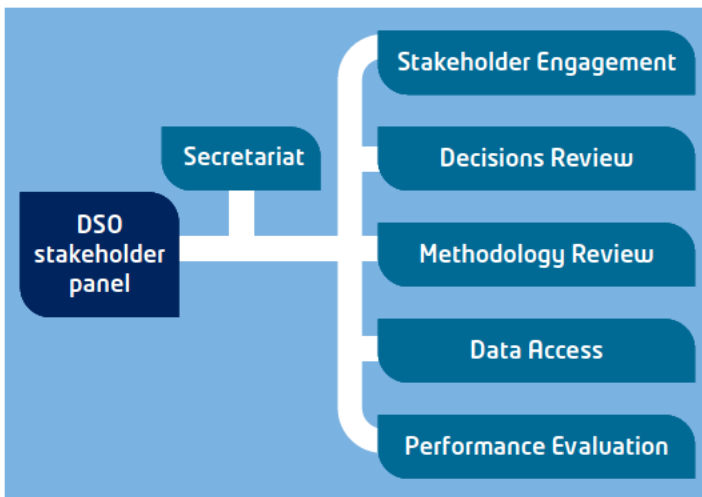 Stakeholder Engagement
Secretariat
Decisions Review
DSO
stakeholder
panel
Methodology Review
Data Access
Performance Evaluation